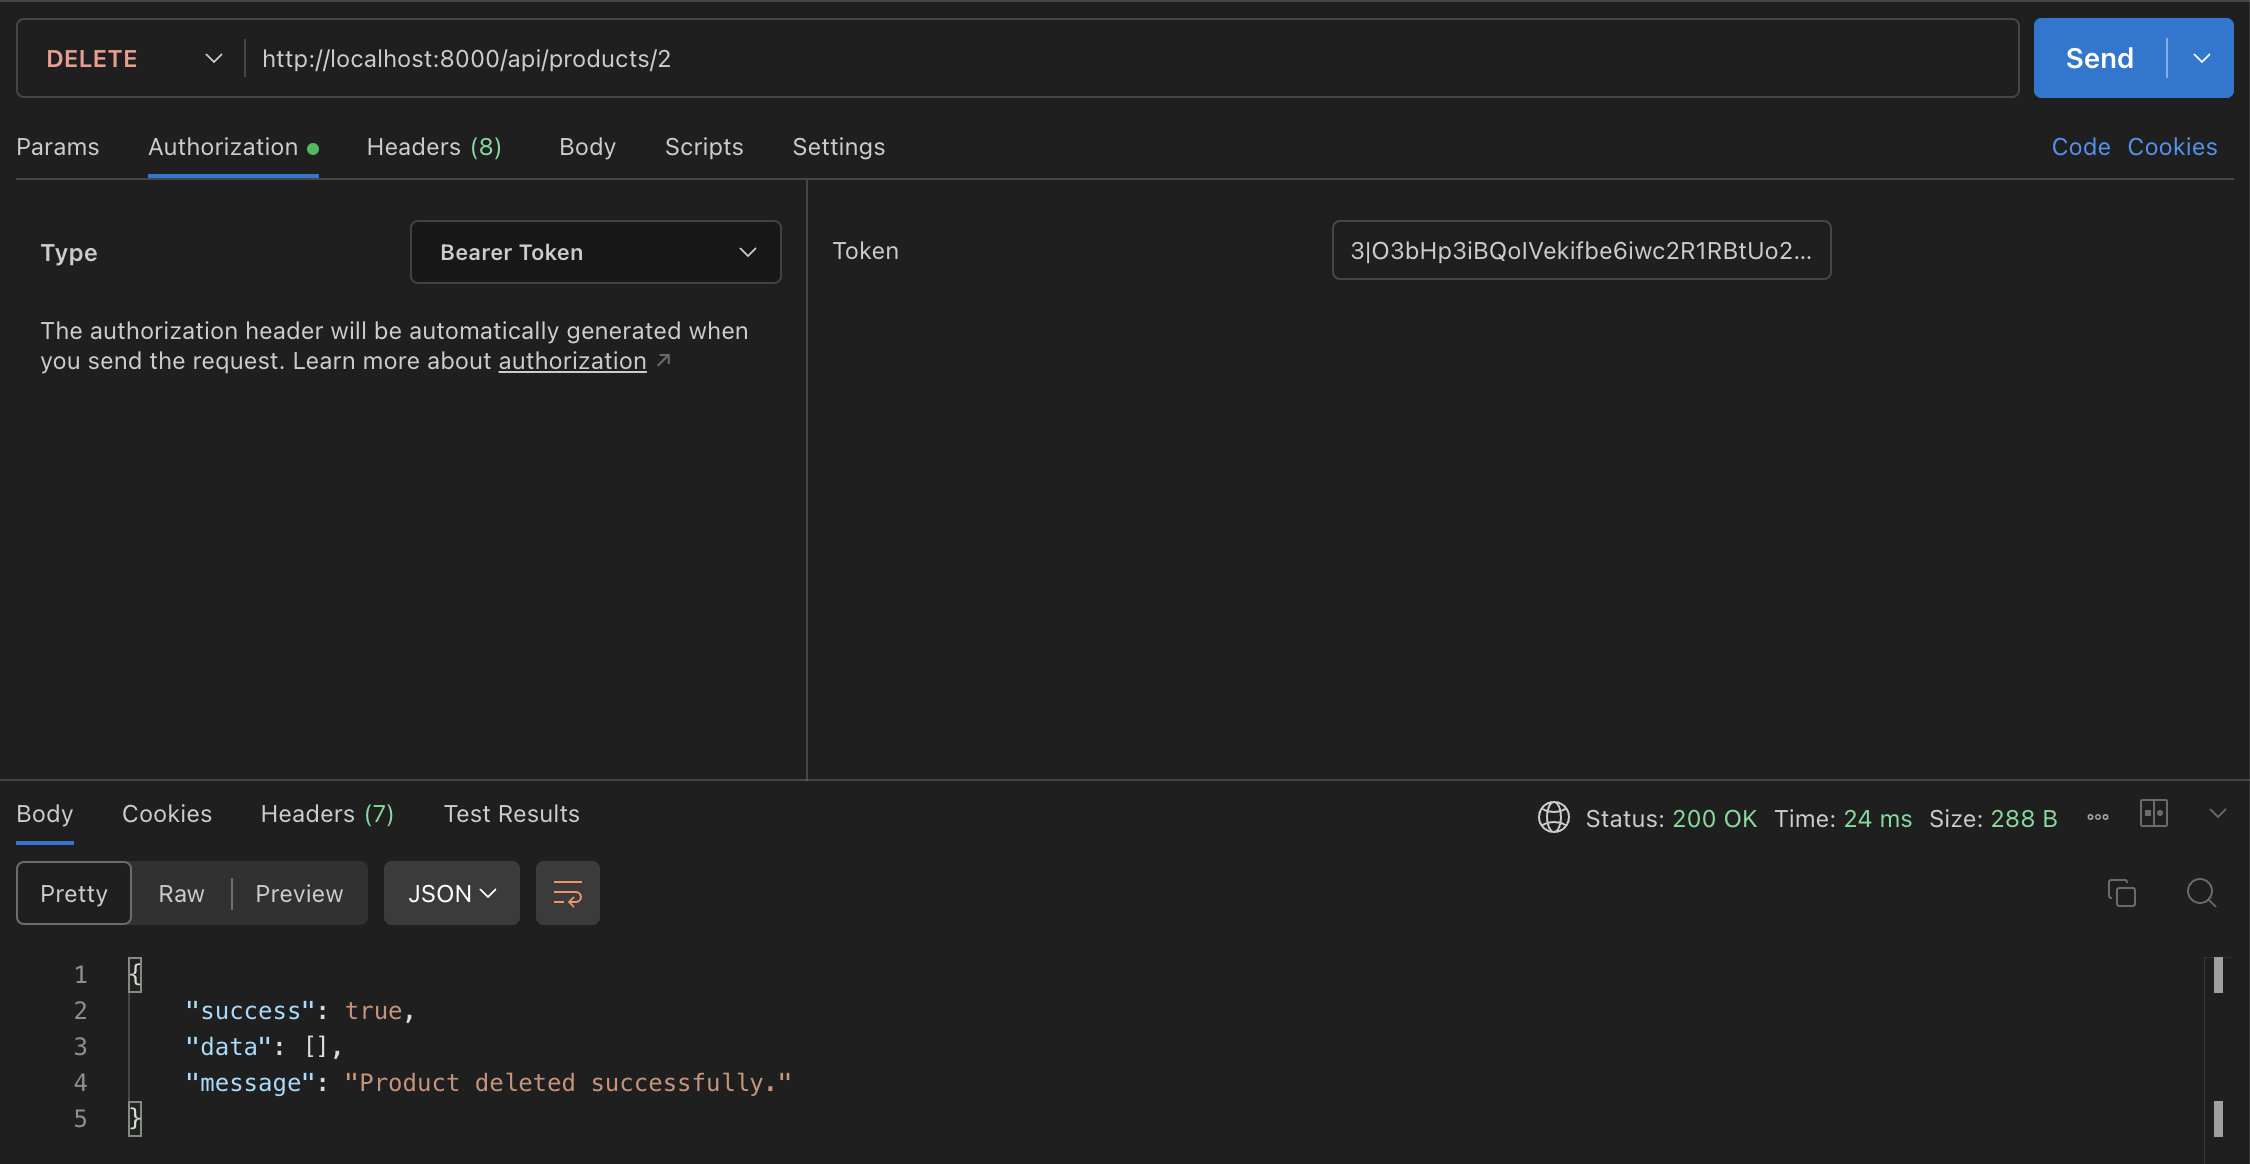 DELETE http://localhost:8000/api/products/2 Send
Params Authorization Headers (8) Body Scripts Settings Code Cookies
Type Bearer Token
The authorization header will be automatically generated when
you send the request. Learn more about authorization ↗
Token 3|O3bHp3iBQoIVekifbe6iwc2R1RBtUo2...
Body Cookies Headers (7) Test Results Status: 200 OK Time: 24 ms Size: 288 B
Pretty Raw Preview JSON
1 {
2 "success": true,
3 "data": [],
4 "message": "Product deleted successfully."
5 }